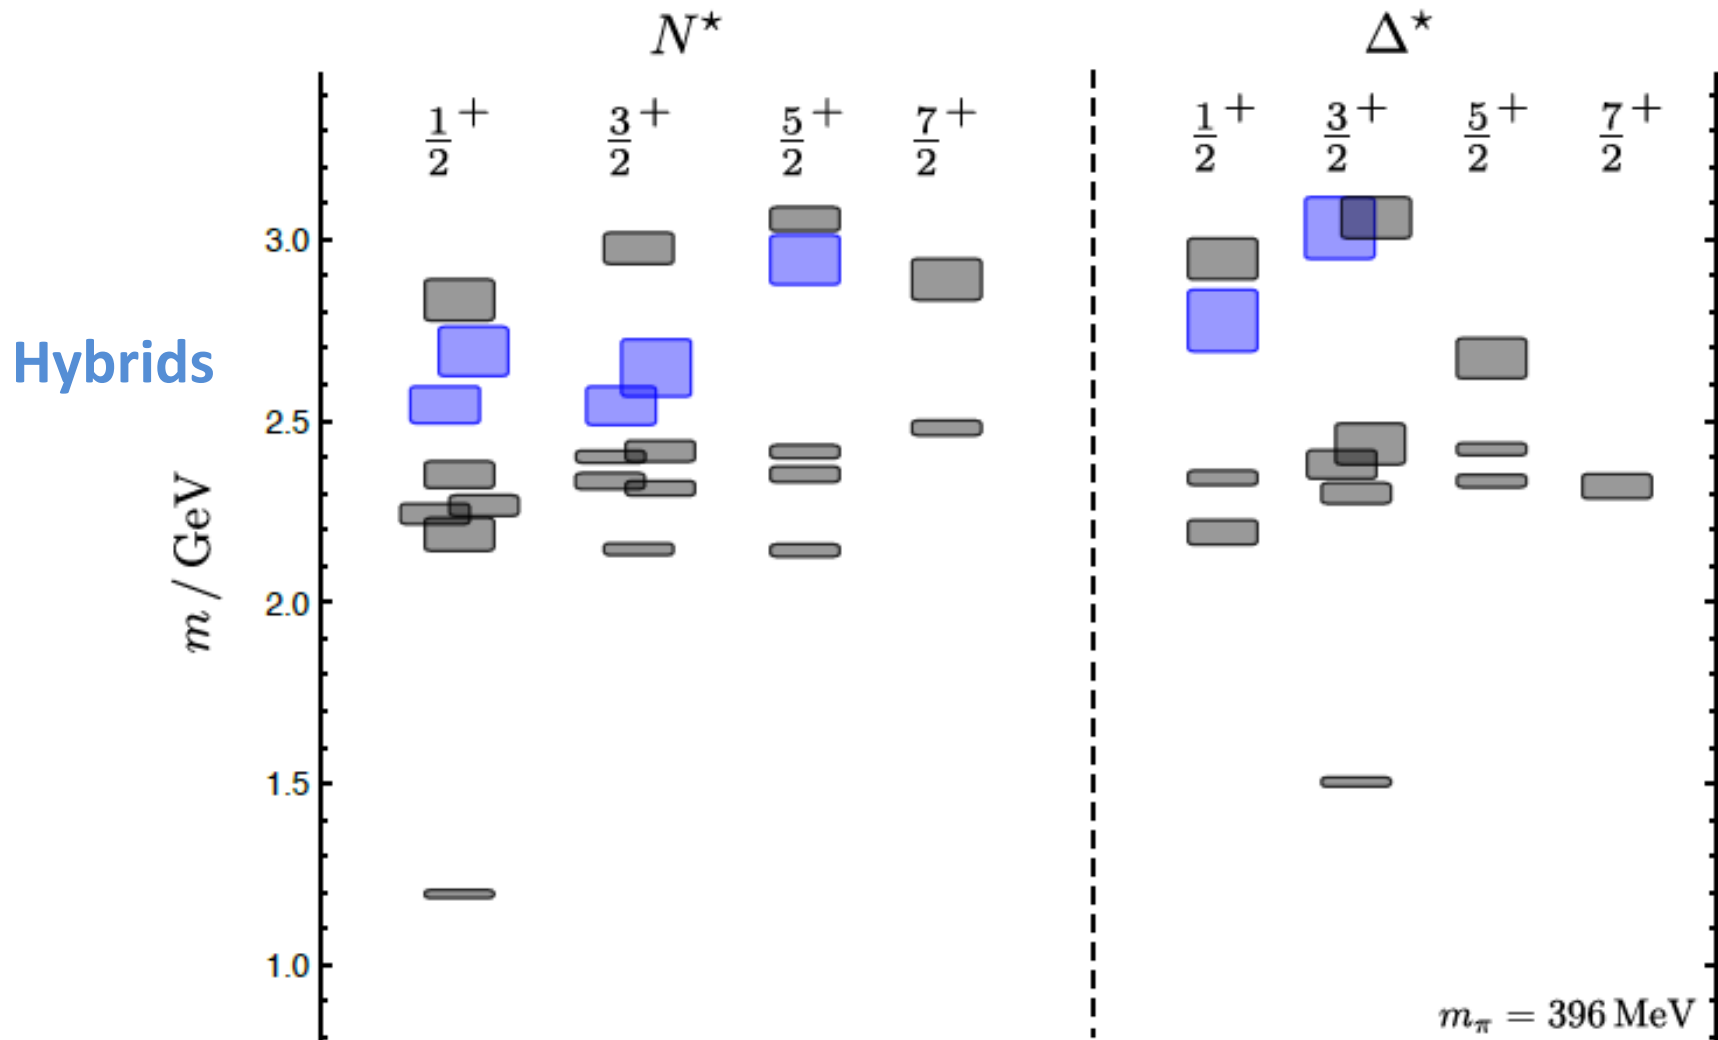 N⋆ Δ⋆
1/2+ 3/2+ 5/2+ 7/2+ 1/2+ 3/2+ 5/2+ 7/2+
3.0
Hybrids
2.5
m / GeV
2.0
1.5
1.0
mπ = 396 MeV